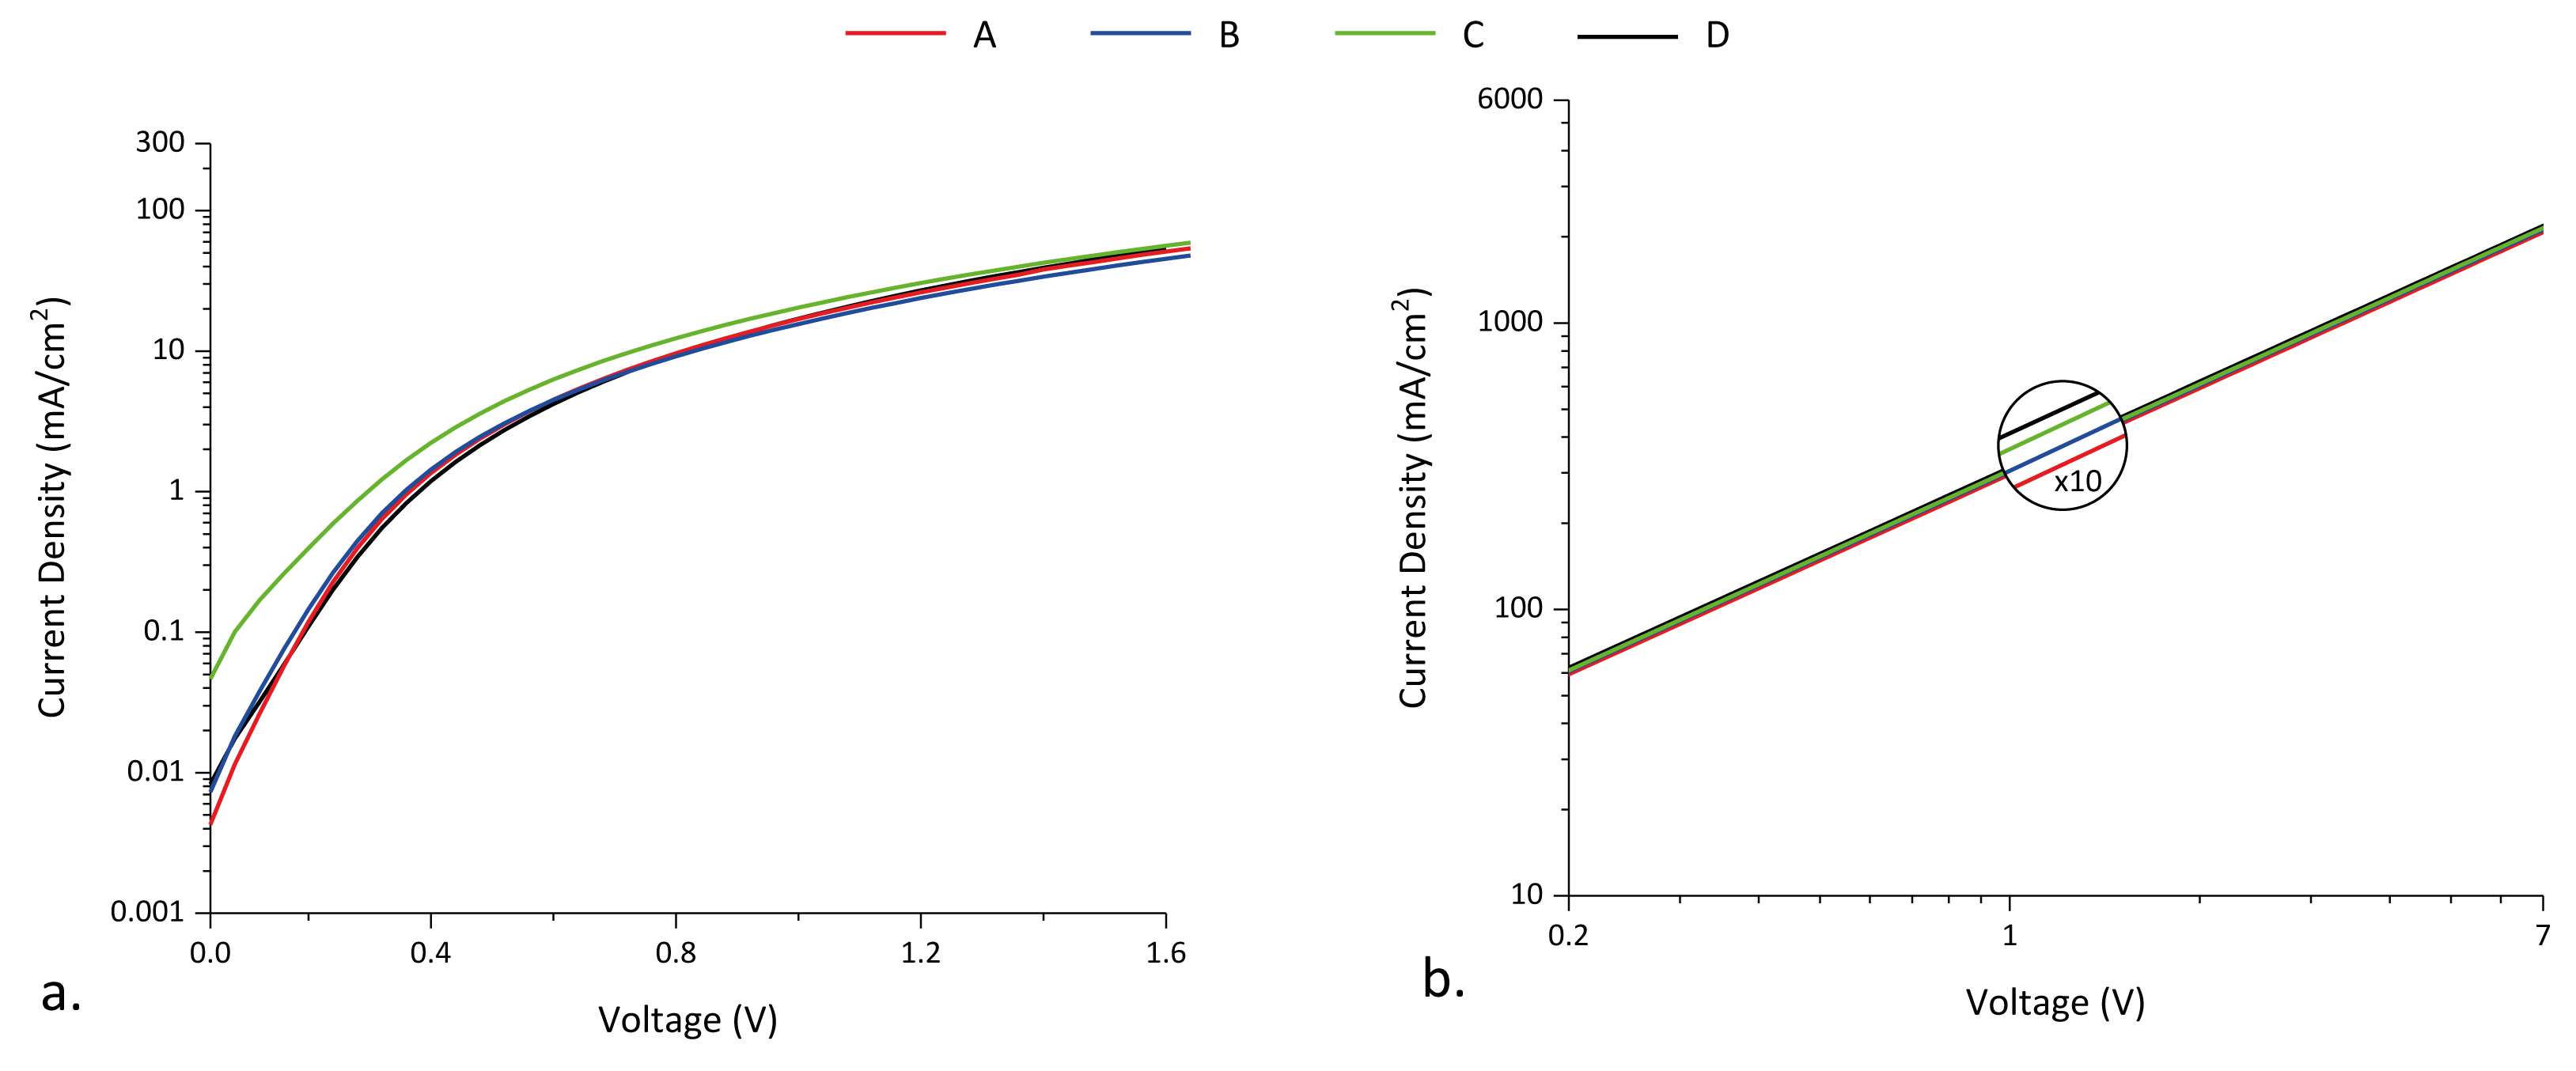 A B C D
300
100
10
1
0.1
0.01
0.001
0.0 0.4 0.8 1.2 1.6
Current Density (mA/cm²)
Voltage (V)
a.
6000
1000
100
10
0.2 1 7
x10
Current Density (mA/cm²)
Voltage (V)
b.